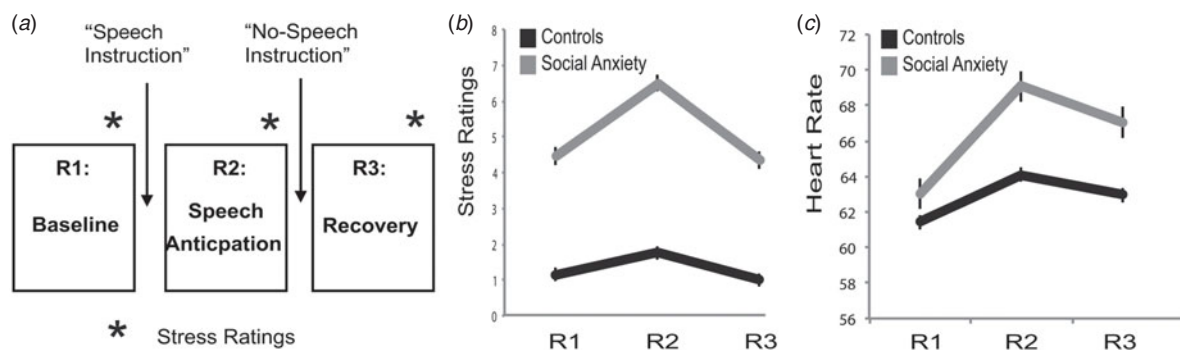 (a)
"Speech
Instruction"
"No-Speech
Instruction"
*
*
*
R1:
Baseline
R2:
Speech
Anticpation
R3:
Recovery
* Stress Ratings
(b)
Stress Ratings
8
7
6
5
4
3
2
1
0
Controls
Social Anxiety
R1 R2 R3
(c)
Heart Rate
72
70
68
66
64
62
60
58
56
Controls
Social Anxiety
R1 R2 R3